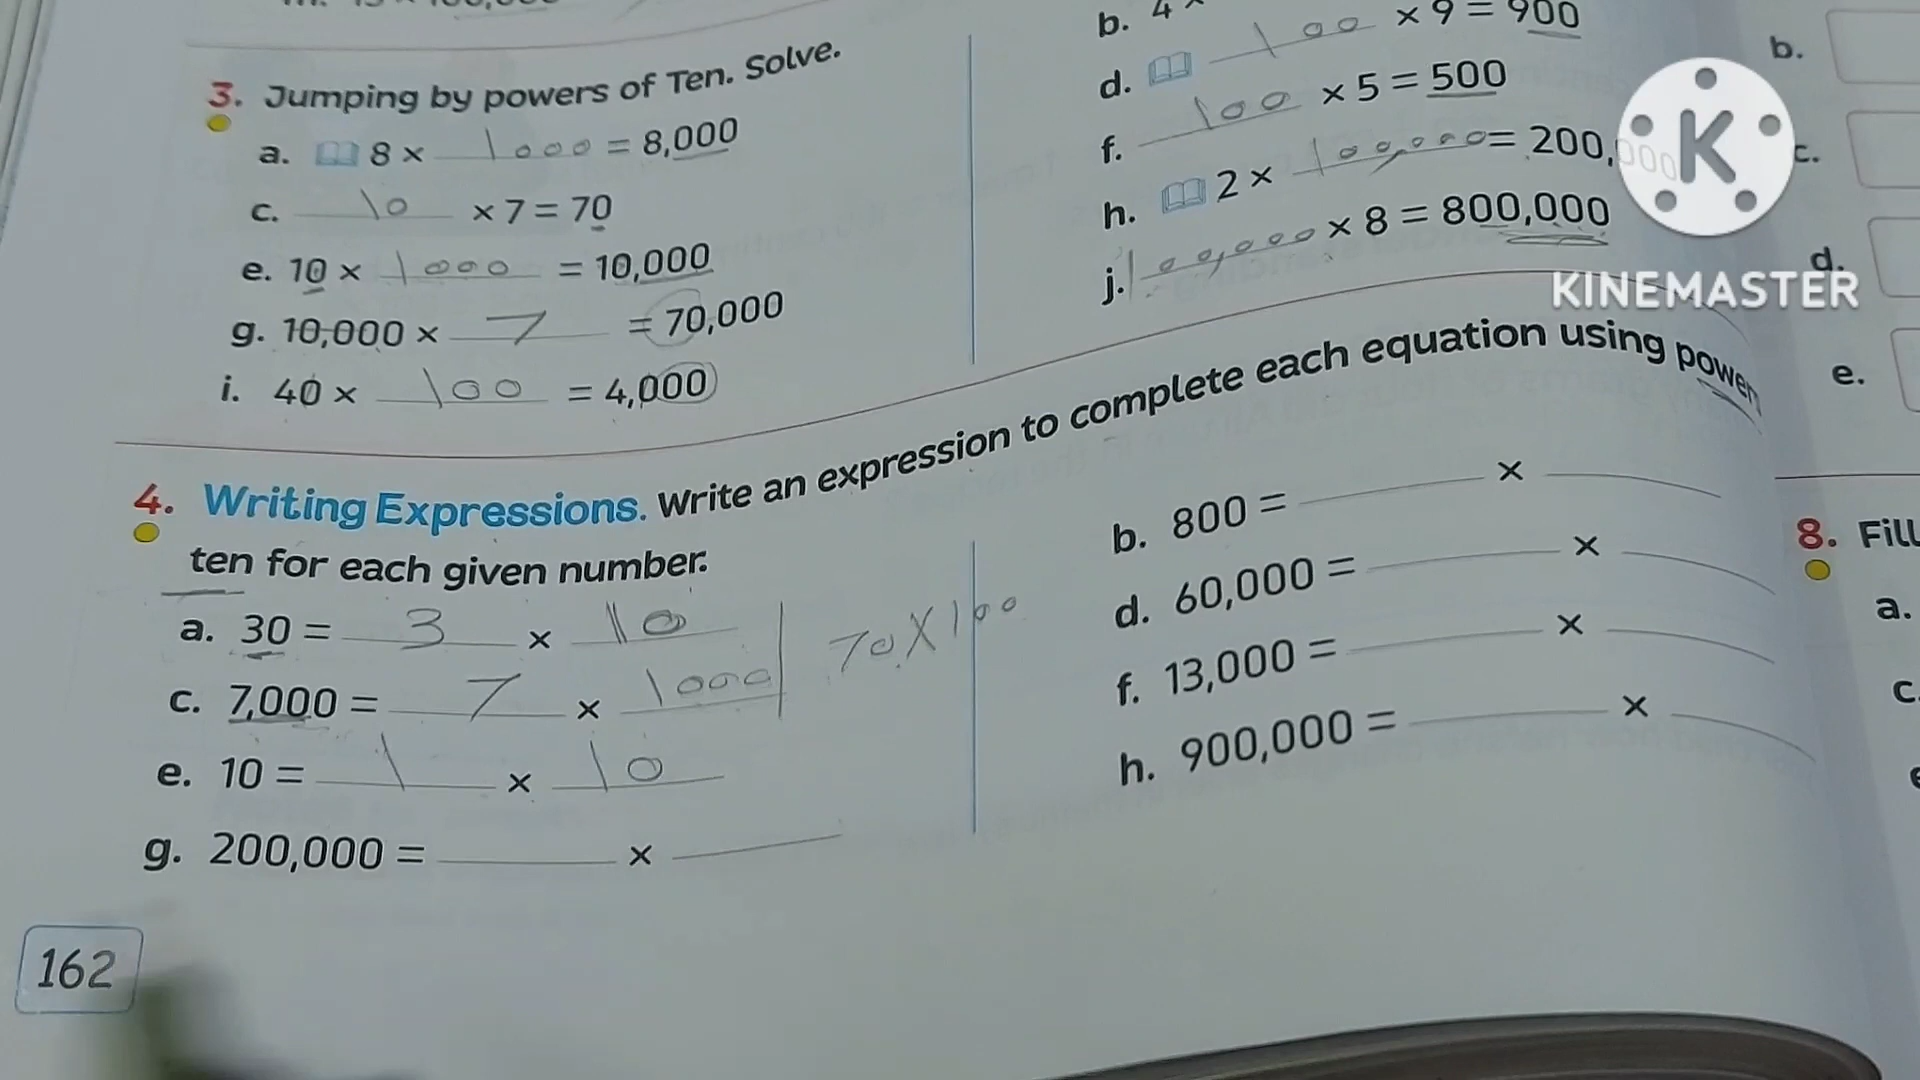 b. 4 ×
3. Jumping by powers of Ten. Solve.
a. 8 × 1000 = 8,000
c. 10 × 7 = 70
e. 10 × 1000 = 10,000
g. 10,000 × 7 = 70,000
i. 40 × 100 = 4,000
d. 100 × 9 = 900
f. 100 × 5 = 500
h. 2 × 100,000 = 200,000
j. 100,000 × 8 = 800,000
4. Writing Expressions. Write an expression to complete each equation using power
ten for each given number.
a. 30 = 3 × 10
c. 7,000 = 7 × 1000 70 X 100
e. 10 = 1 × 10
g. 200,000 = ×
b. 800 = ×
d. 60,000 = ×
f. 13,000 = ×
h. 900,000 = ×
162
b.
c.
d.
e.
8. Fill
a.
c.
K
KINEMASTER